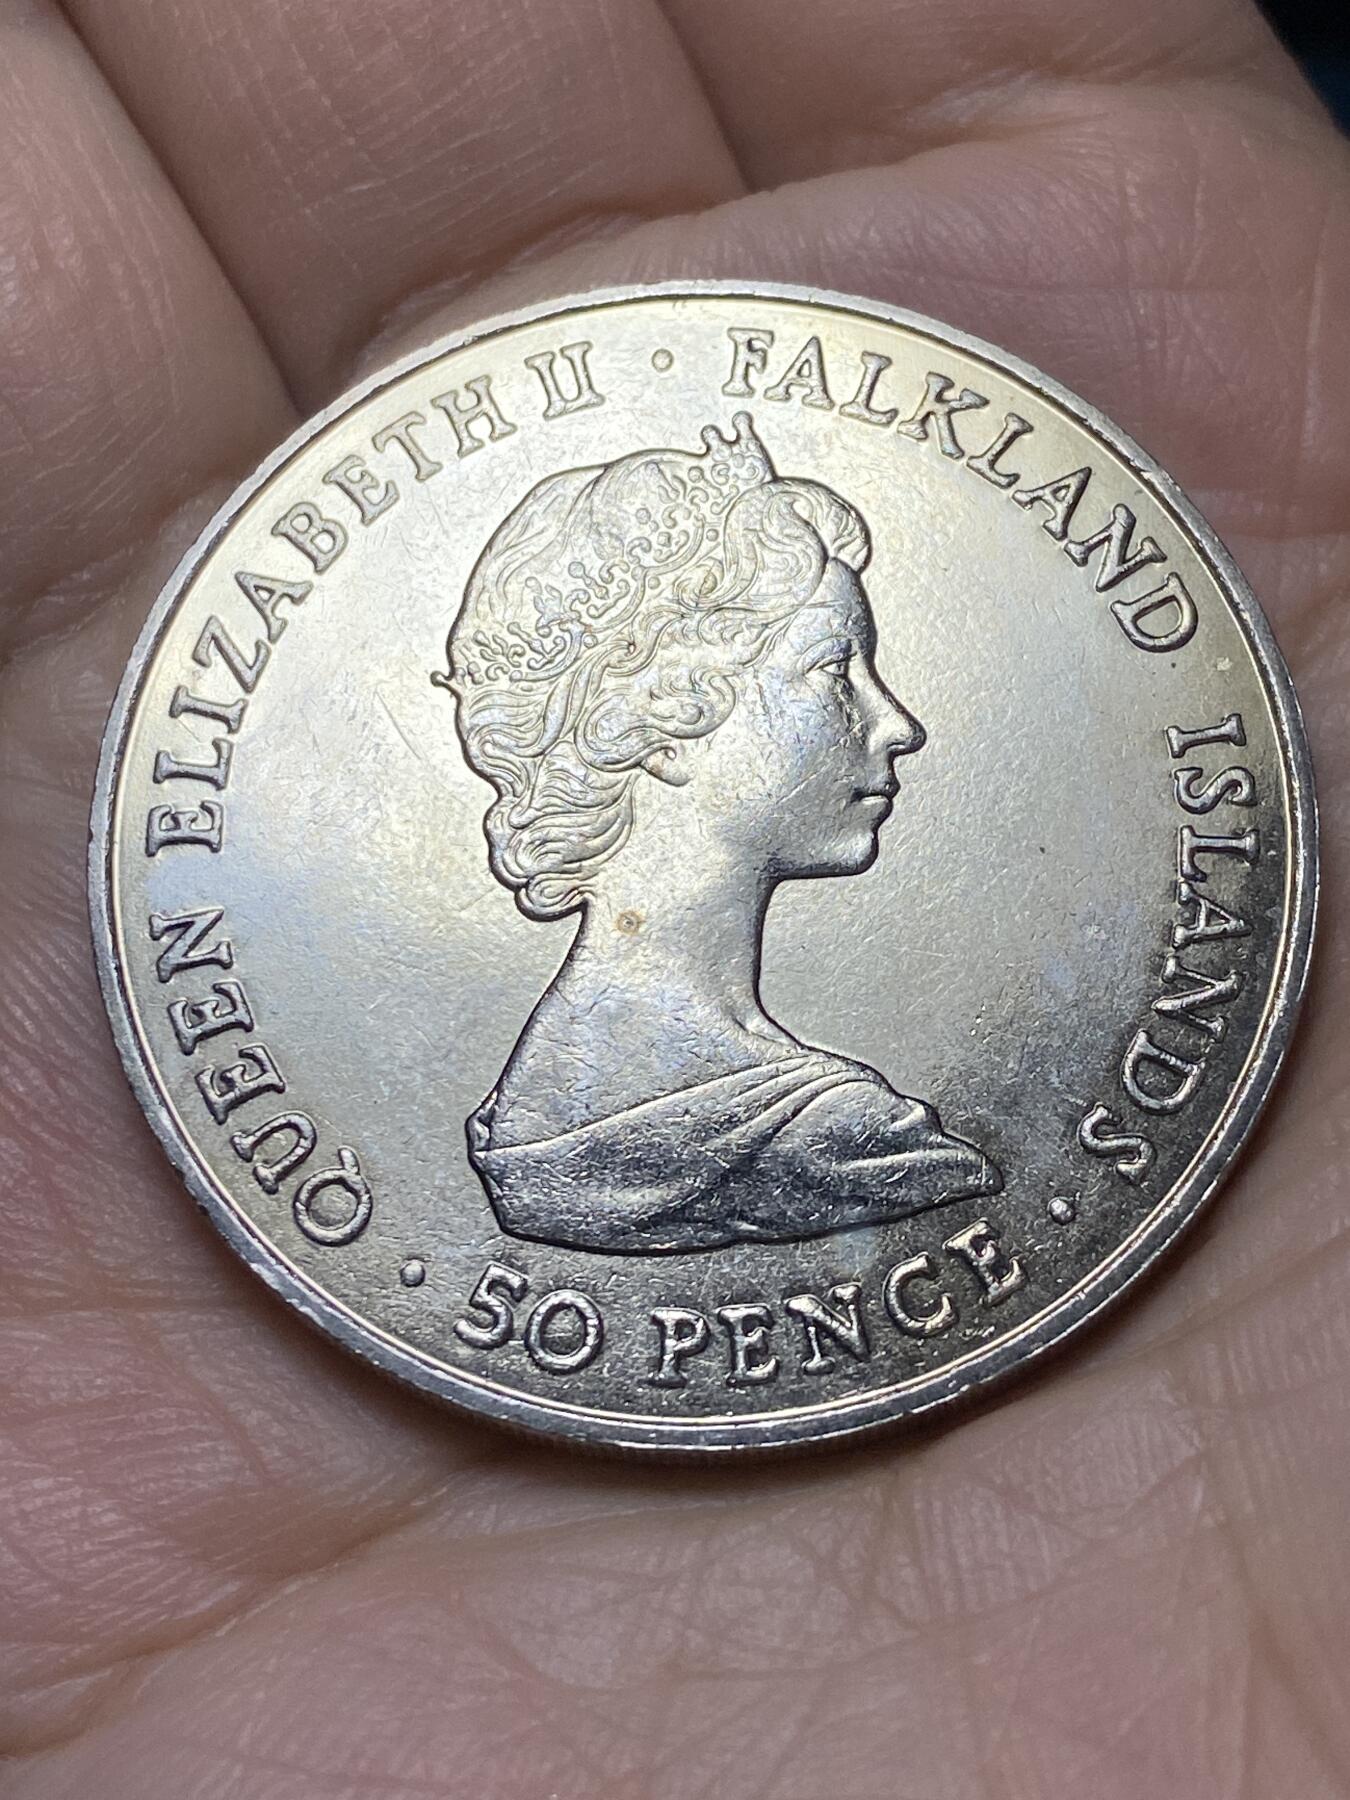 QUEEN ELIZABETH II · FALKLAND ISLANDS ·
50 PENCE ·